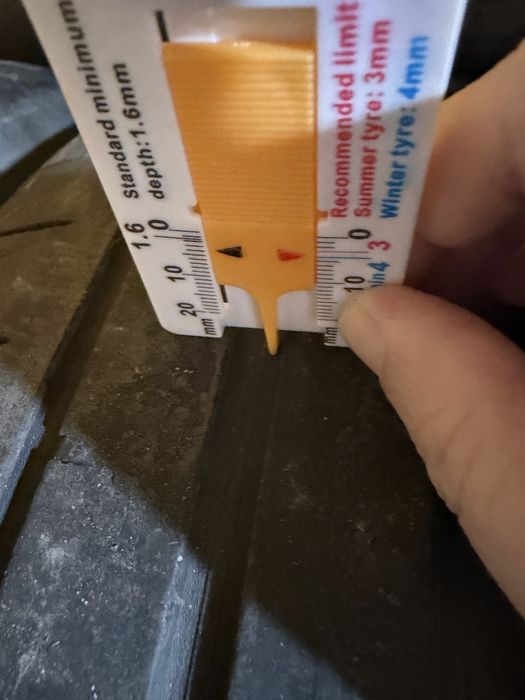 Standard minimum
depth:1.6mm
Recommended limit
Summer tyre: 3mm
Winter tyre: 4mm
1.6
0
10
20
mm
0
3
10
4
mm